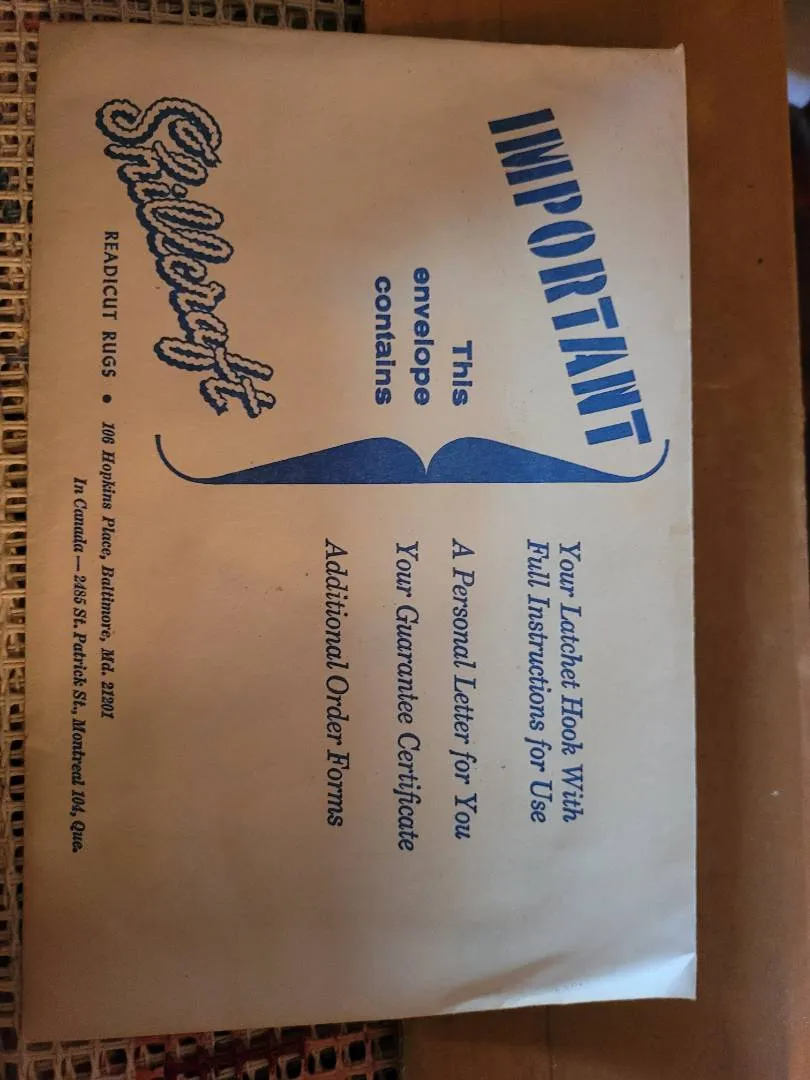 IMPORTANT
This
envelope
contains
Your Latchet Hook With
Full Instructions for Use
A Personal Letter for You
Your Guarantee Certificate
Additional Order Forms
Shillcraft
READICUT RUGS • 106 Hopkins Place, Baltimore, Md. 21201
In Canada — 2485 St. Patrick St., Montreal 104, Que.